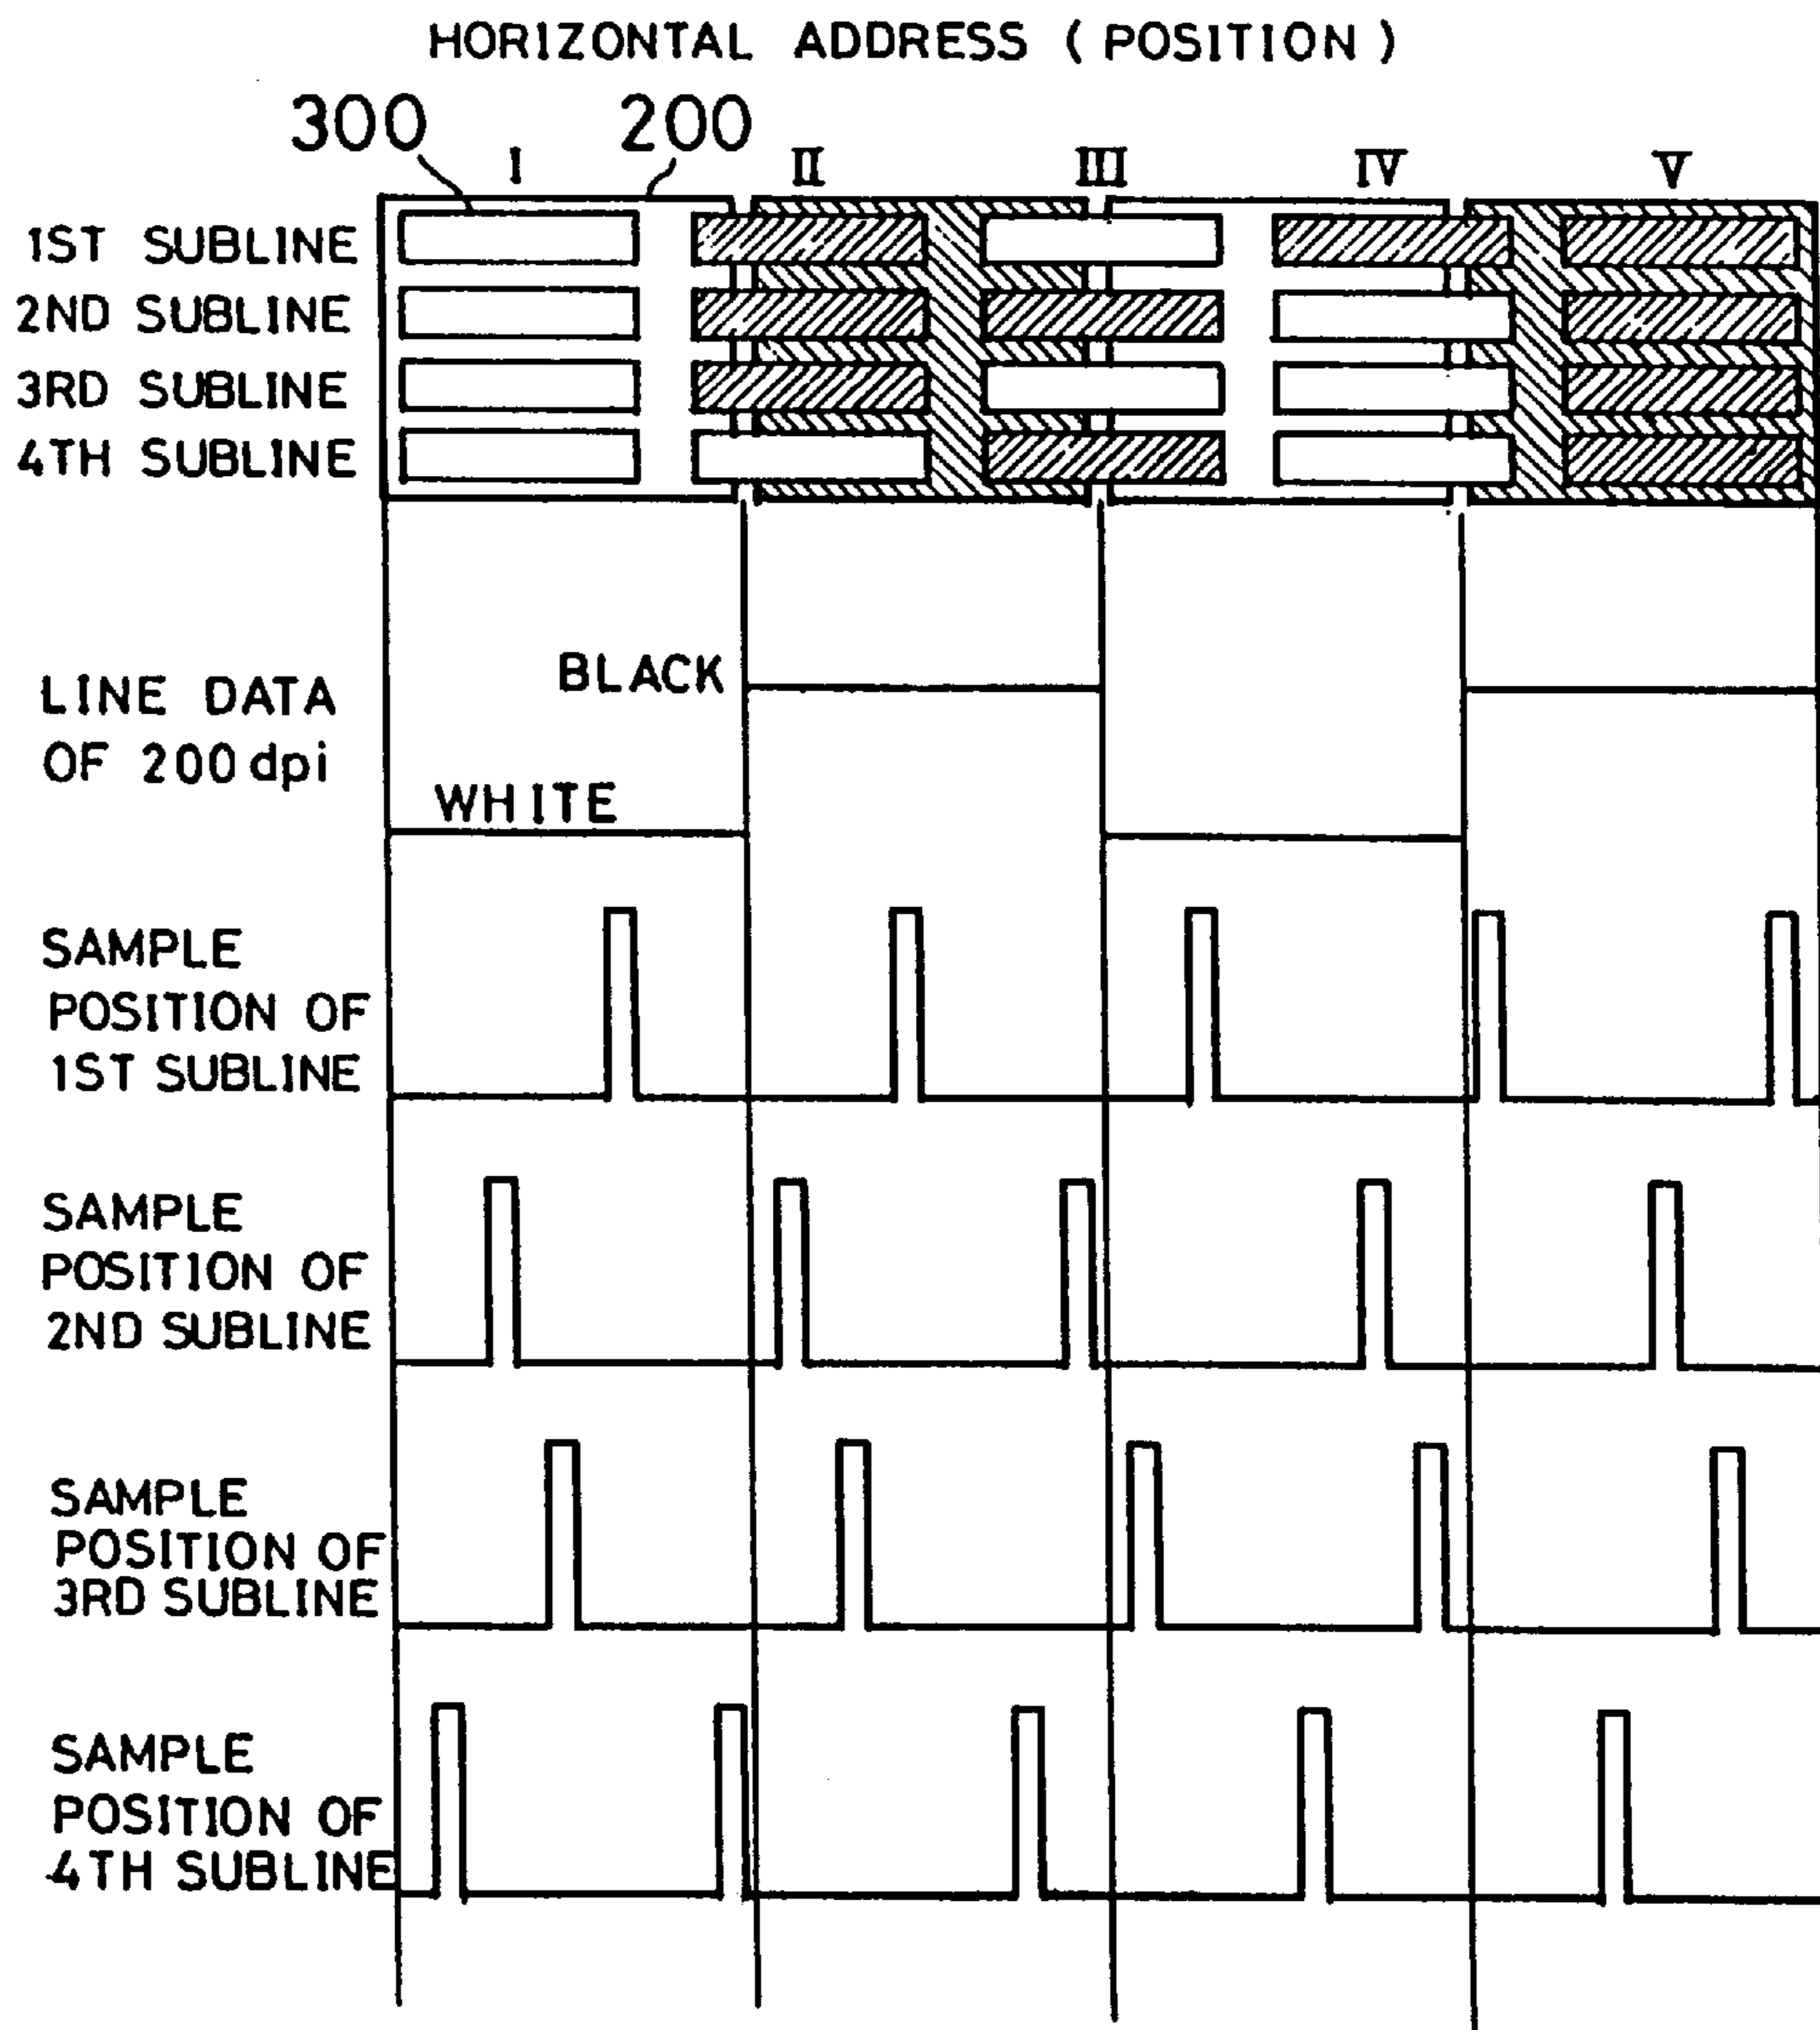 HORIZONTAL ADDRESS ( POSITION )
300 200
I II III IV V
1ST SUBLINE
2ND SUBLINE
3RD SUBLINE
4TH SUBLINE
BLACK
LINE DATA
OF 200 dpi
WHITE
SAMPLE
POSITION OF
1ST SUBLINE
SAMPLE
POSITION OF
2ND SUBLINE
SAMPLE
POSITION OF
3RD SUBLINE
SAMPLE
POSITION OF
4TH SUBLINE